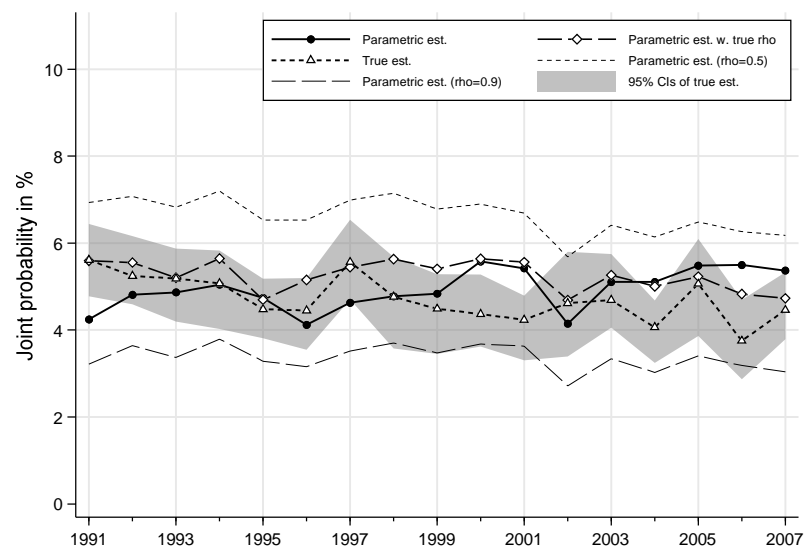 Parametric est.
Parametric est. w. true rho
True est.
Parametric est. (rho=0.5)
Parametric est. (rho=0.9)
95% CIs of true est.
Joint probability in %
10
8
6
4
2
0
1991 1993 1995 1997 1999 2001 2003 2005 2007